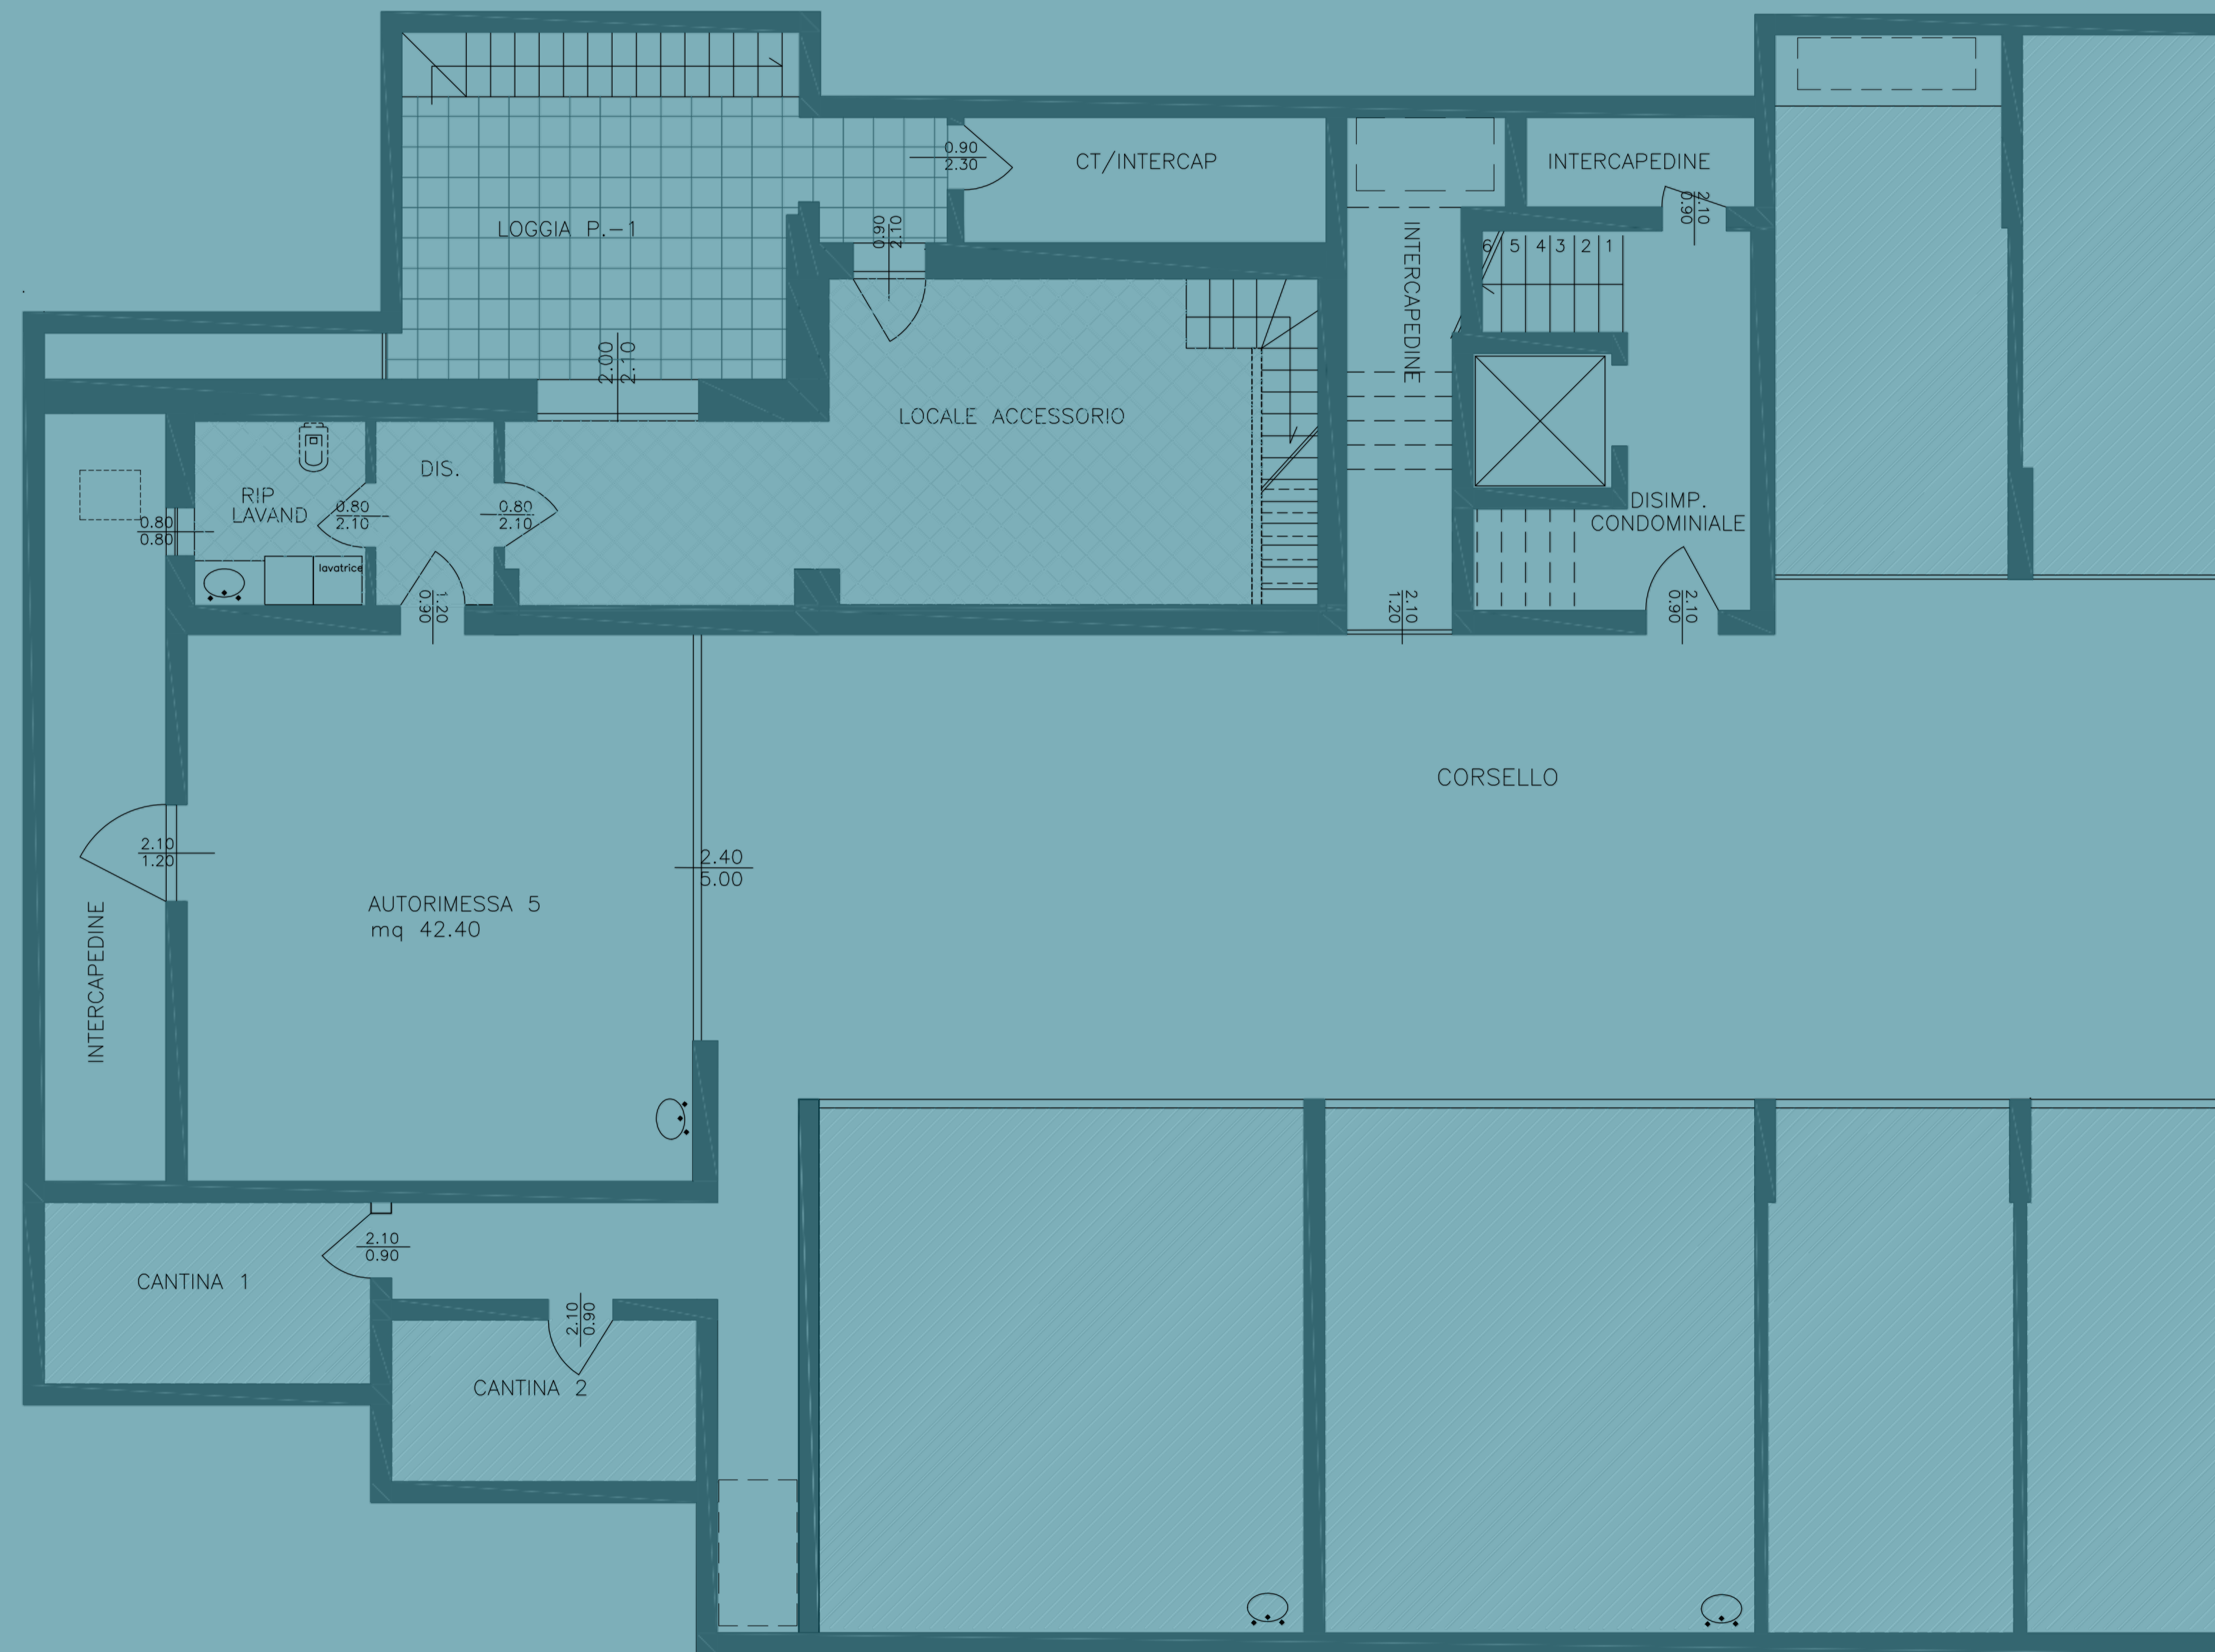 0.90
2.30
CT/INTERCAP
INTERCAPEDINE
2.10
0.90
LOGGIA P.-1
0.90
2.10
INTERCAPEDINE
6 5 4 3 2 1
2.00
2.10
LOCALE ACCESSORIO
DIS.
RIP
LAVAND
0.80
2.10
0.80
2.10
0.80
0.80
DISIMP.
CONDOMINIALE
lavatrice
1.20
0.90
2.10
1.20
2.10
0.90
CORSELLO
2.10
1.20
2.40
5.00
AUTORIMESSA 5
mq 42.40
INTERCAPEDINE
2.10
0.90
CANTINA 1
2.10
0.90
CANTINA 2